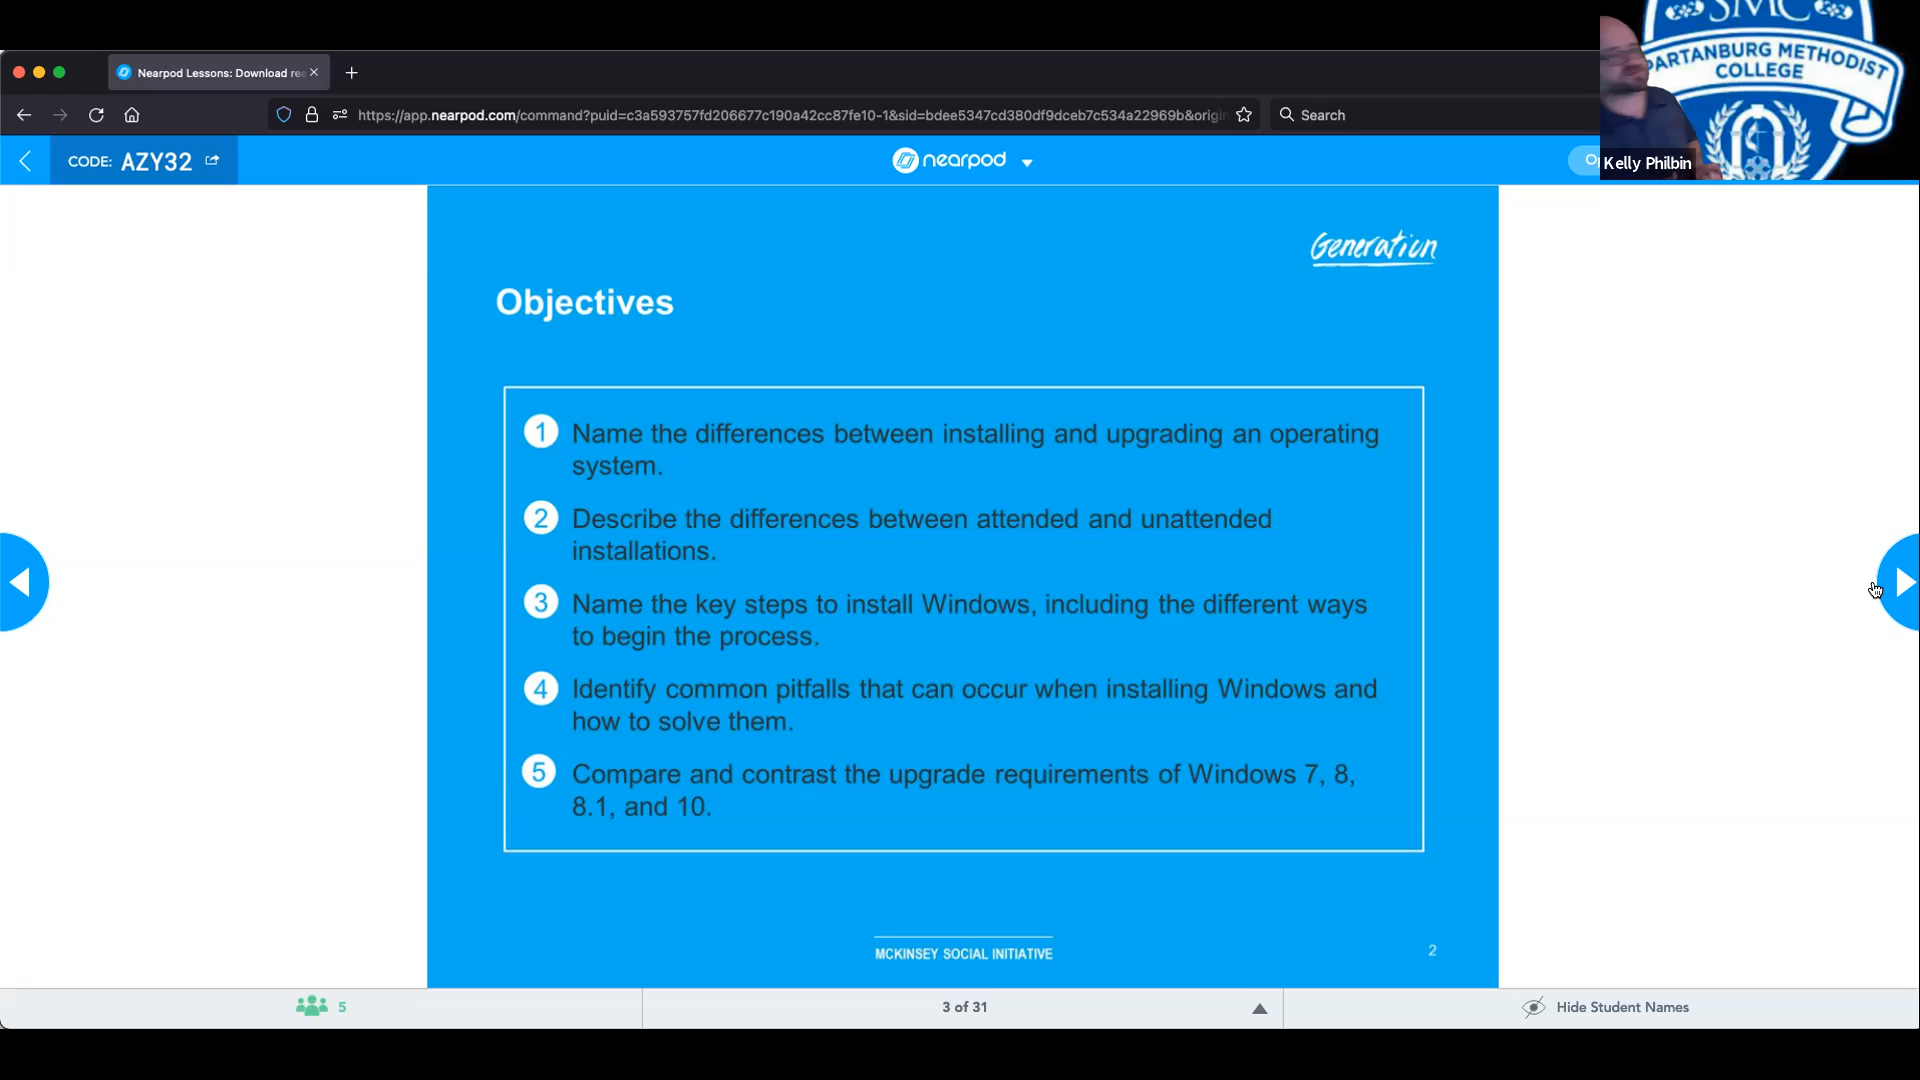 SMC
SPARTANBURG METHODIST
COLLEGE
Kelly Philbin
Nearpod Lessons: Download rea
https://app.nearpod.com/command?puid=c3a593757fd206677c190a42cc87fe10-1&sid=bdee5347cd380df9dceb7c534a22969b&origin
Search
CODE: AZY32
nearpod
Generation
Objectives
1 Name the differences between installing and upgrading an operating
system.
2 Describe the differences between attended and unattended
installations.
3 Name the key steps to install Windows, including the different ways
to begin the process.
4 Identify common pitfalls that can occur when installing Windows and
how to solve them.
5 Compare and contrast the upgrade requirements of Windows 7, 8,
8.1, and 10.
MCKINSEY SOCIAL INITIATIVE
2
5
3 of 31
Hide Student Names